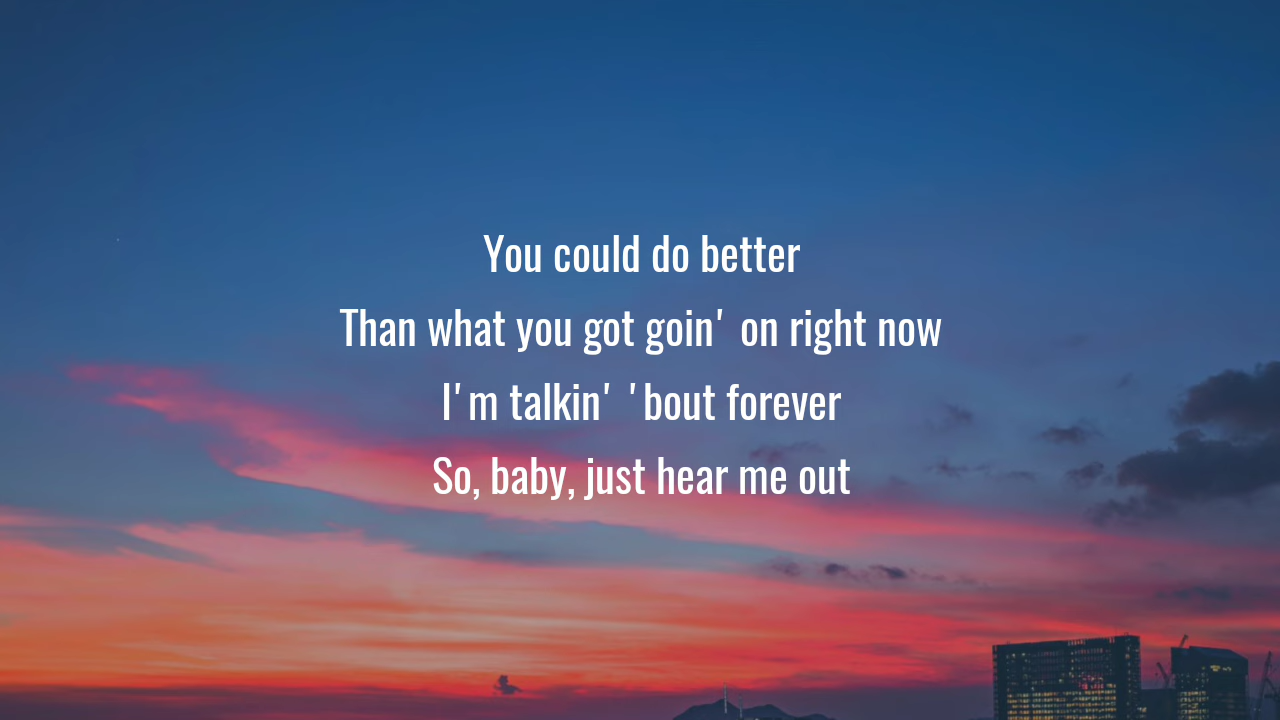 You could do better
Than what you got goin' on right now
I'm talkin' 'bout forever
So, baby, just hear me out